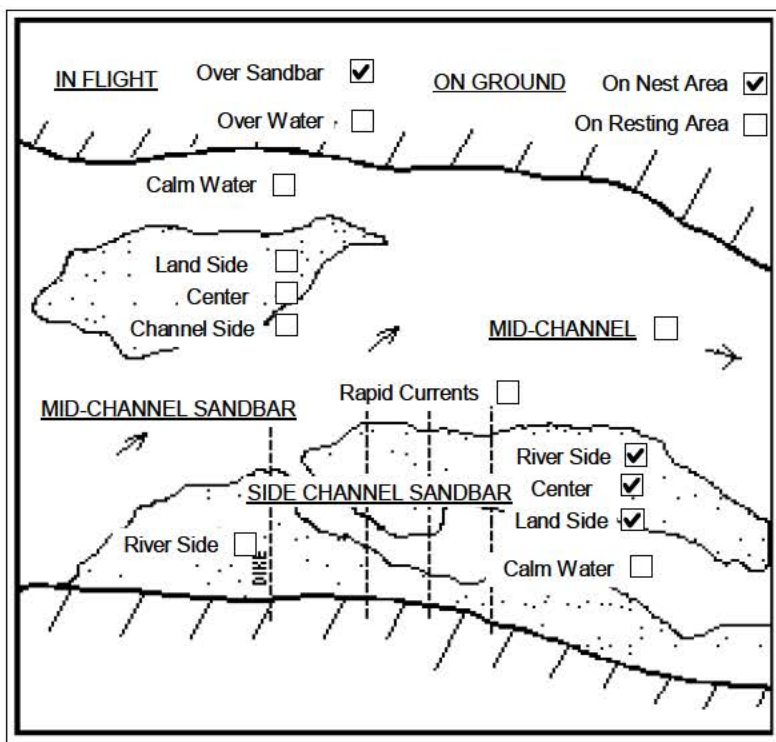 IN FLIGHT Over Sandbar ON GROUND On Nest Area
Over Water On Resting Area
Calm Water
Land Side
Center
Channel Side
MID-CHANNEL
Rapid Currents
MID-CHANNEL SANDBAR
River Side
Center
SIDE CHANNEL SANDBAR
Land Side
River Side
Calm Water
DIKE